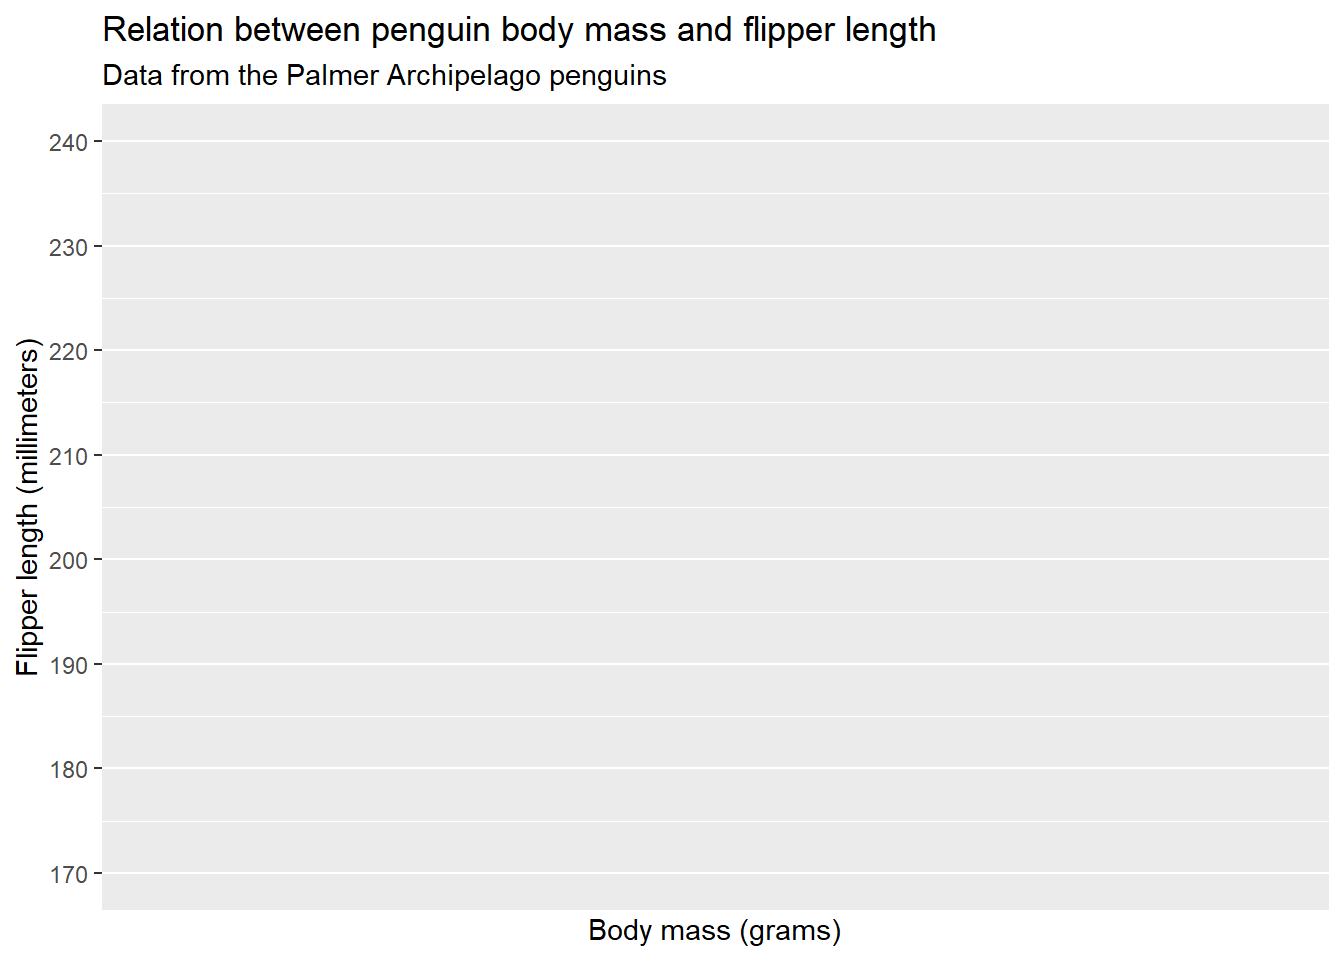 Relation between penguin body mass and flipper length
Data from the Palmer Archipelago penguins
240
230
220
210
200
190
180
170
Flipper length (millimeters)
Body mass (grams)